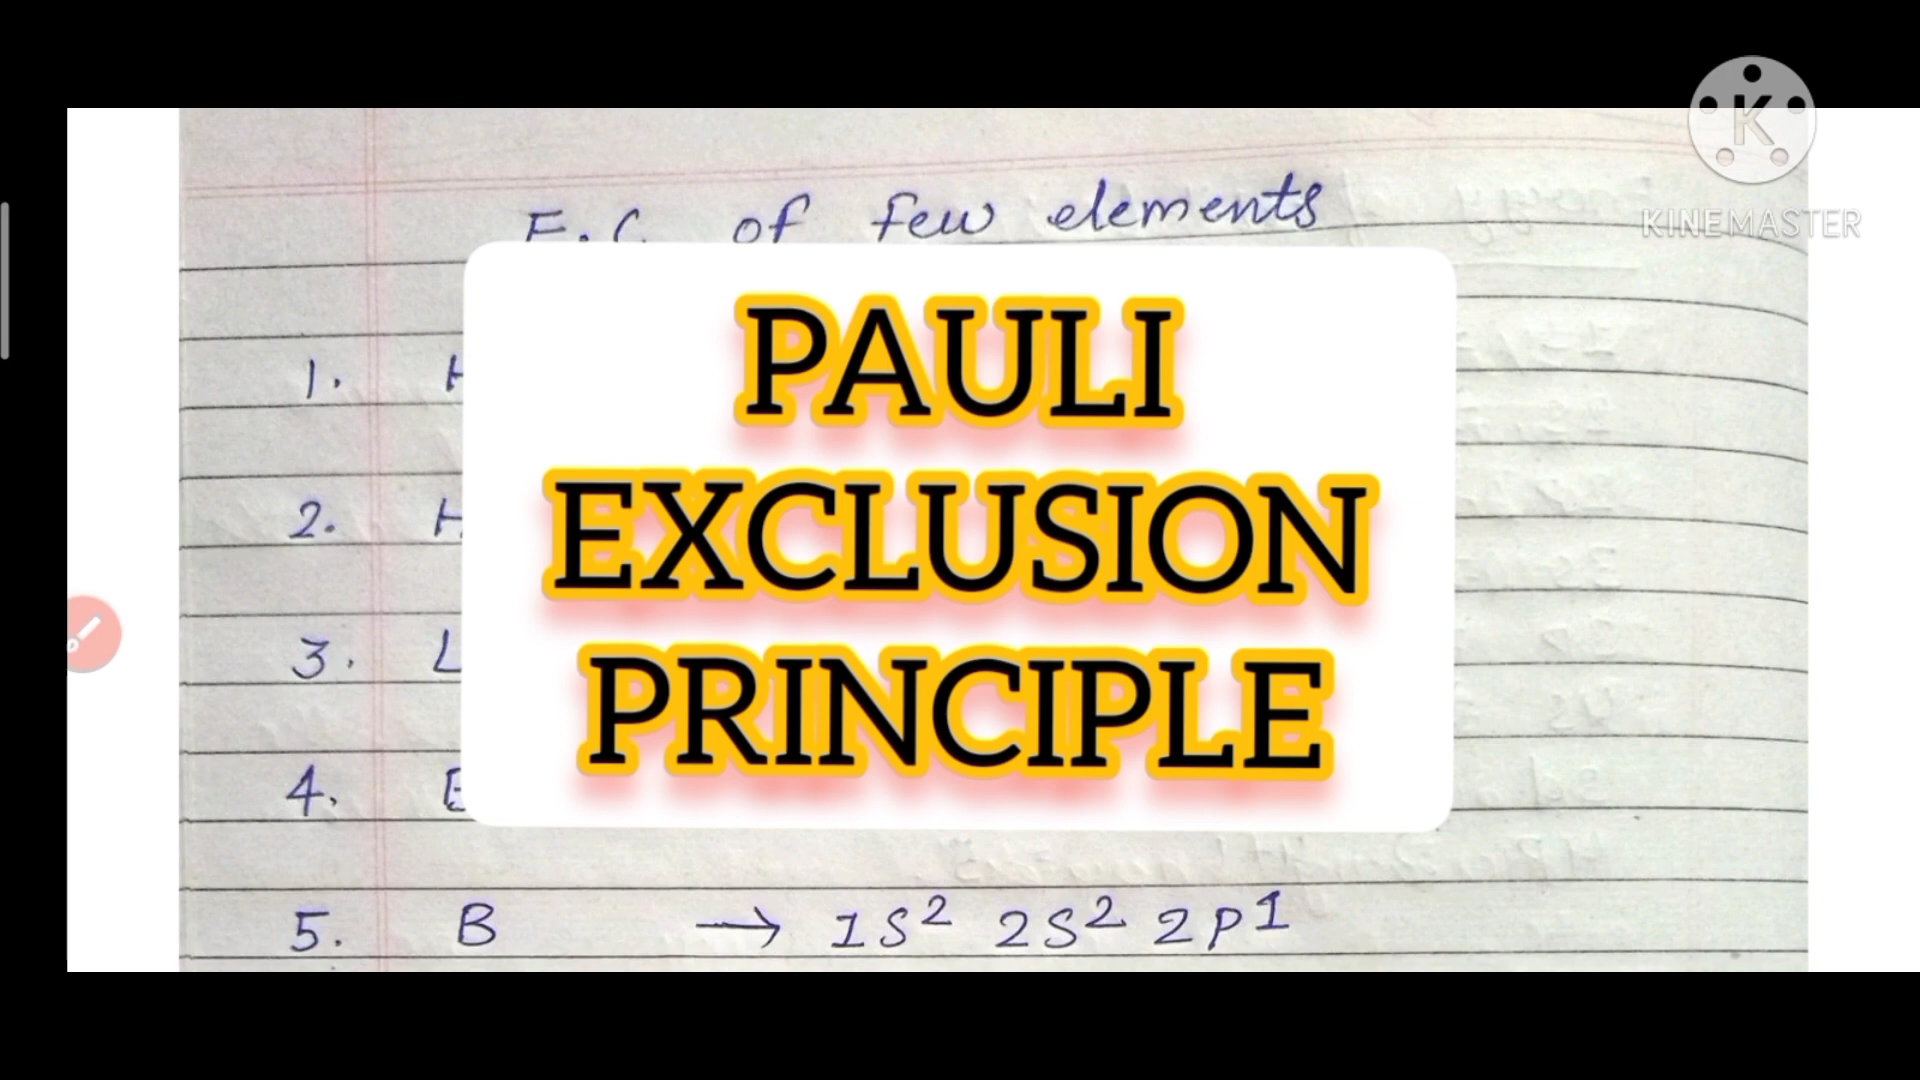 E.C of few elements
K
KINEMASTER
PAULI
EXCLUSION
PRINCIPLE
1. H
2. H
3. L
4.
5. B → 1S² 2S² 2P¹